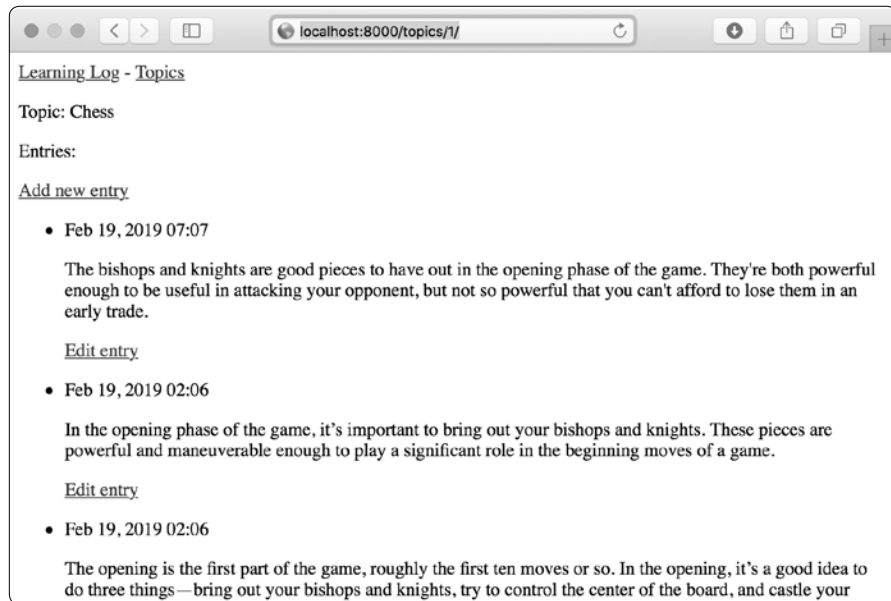 localhost:8000/topics/1/
Learning Log - Topics
Topic: Chess
Entries:
Add new entry
• Feb 19, 2019 07:07
The bishops and knights are good pieces to have out in the opening phase of the game. They're both powerful
enough to be useful in attacking your opponent, but not so powerful that you can't afford to lose them in an
early trade.
Edit entry
• Feb 19, 2019 02:06
In the opening phase of the game, it’s important to bring out your bishops and knights. These pieces are
powerful and maneuverable enough to play a significant role in the beginning moves of a game.
Edit entry
• Feb 19, 2019 02:06
The opening is the first part of the game, roughly the first ten moves or so. In the opening, it’s a good idea to
do three things—bring out your bishops and knights, try to control the center of the board, and castle your